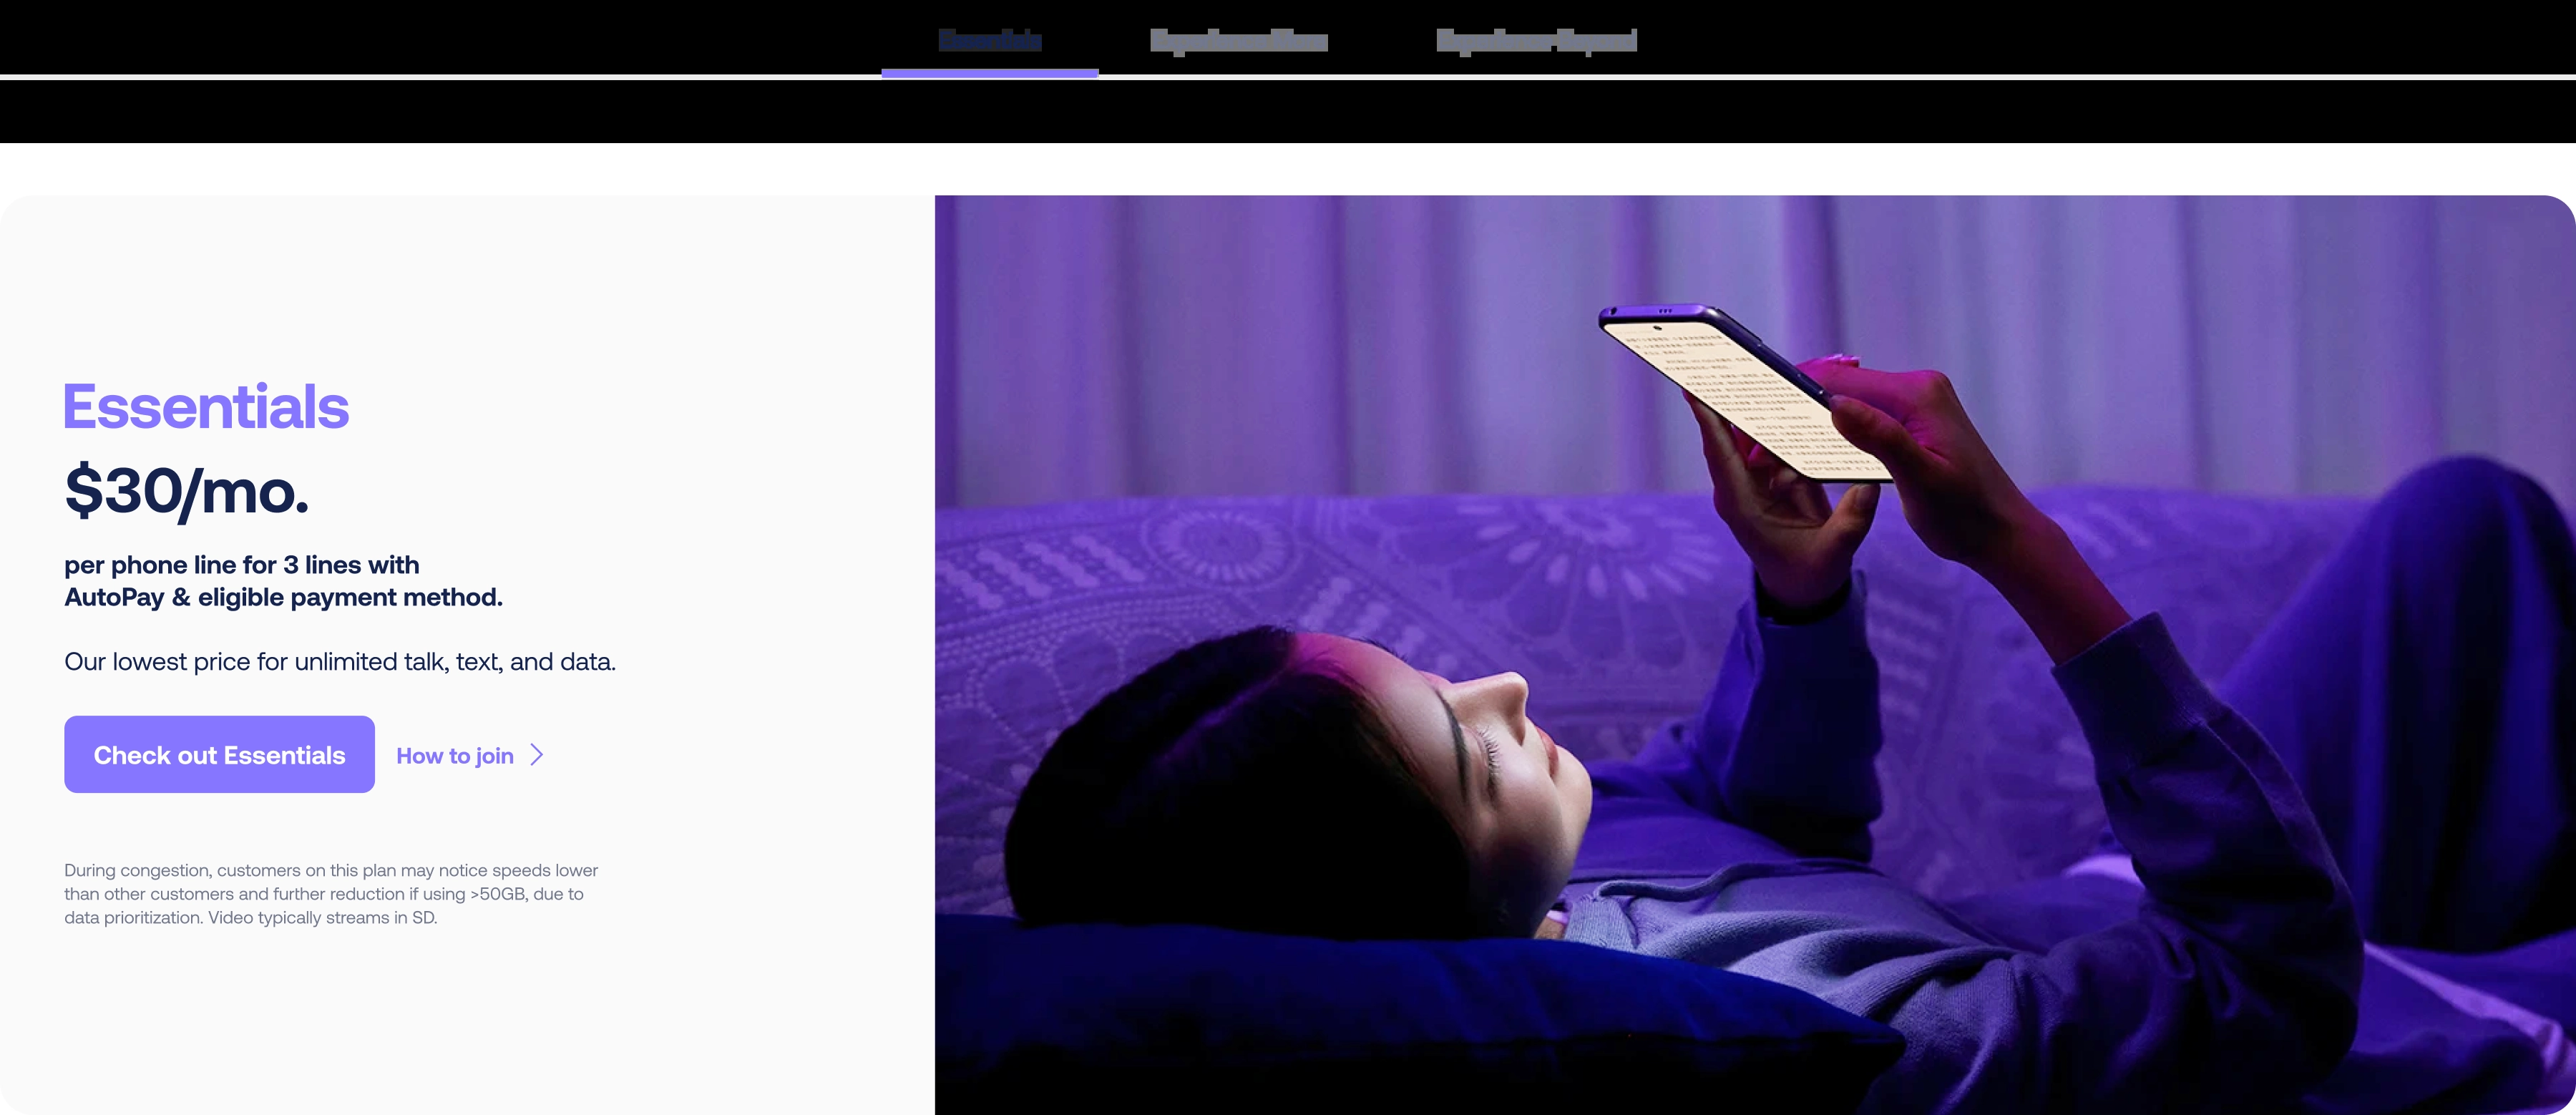 Essentials
Experience More
Experience Beyond
Essentials
$30/mo.
per phone line for 3 lines with
AutoPay & eligible payment method.
Our lowest price for unlimited talk, text, and data.
Check out Essentials
How to join
During congestion, customers on this plan may notice speeds lower
than other customers and further reduction if using >50GB, due to
data prioritization. Video typically streams in SD.